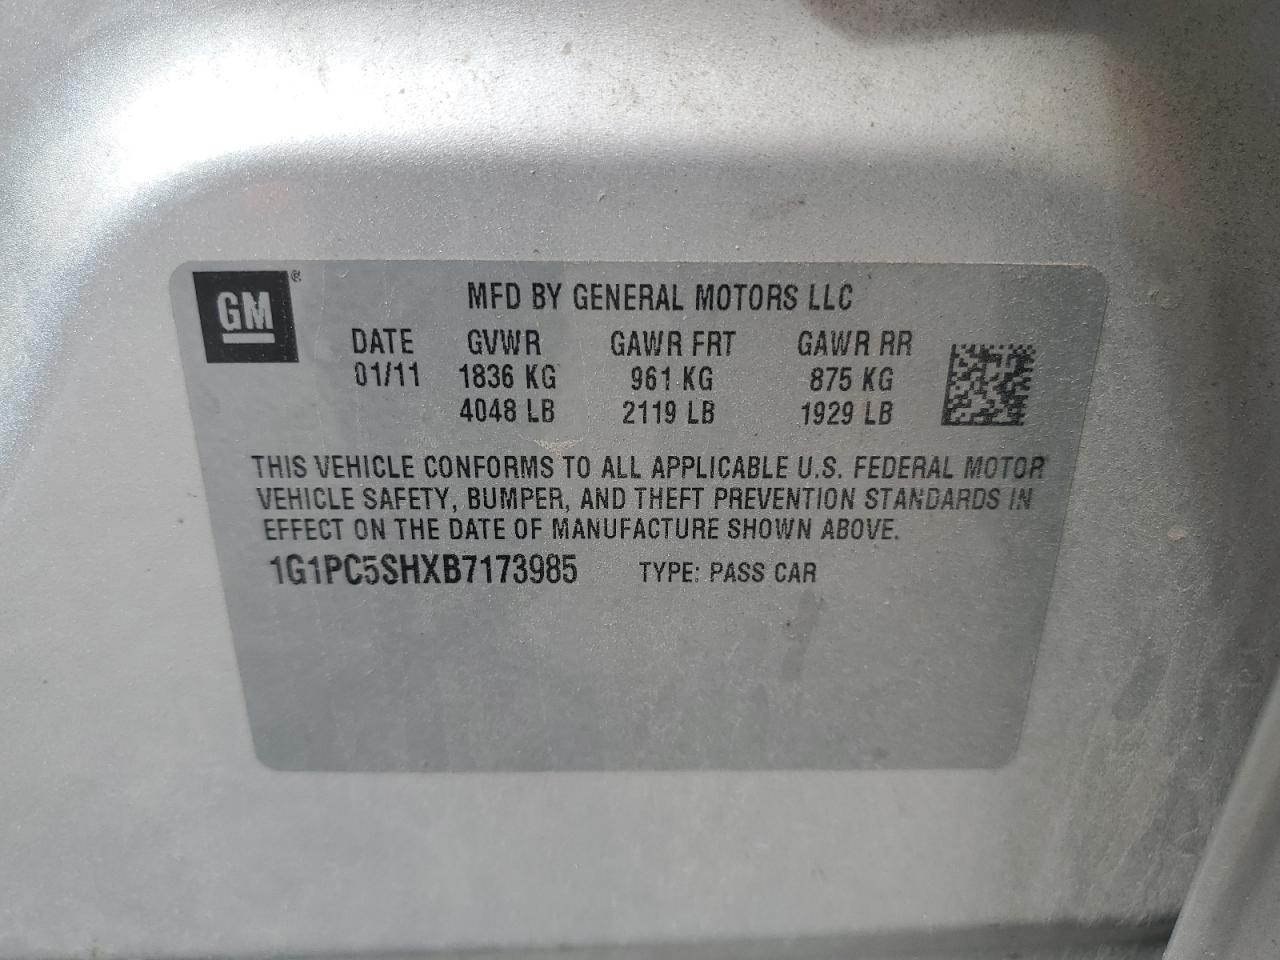 GM ®
MFD BY GENERAL MOTORS LLC
DATE GVWR GAWR FRT GAWR RR
01/11 1836 KG 961 KG 875 KG
4048 LB 2119 LB 1929 LB
THIS VEHICLE CONFORMS TO ALL APPLICABLE U.S. FEDERAL MOTOR
VEHICLE SAFETY, BUMPER, AND THEFT PREVENTION STANDARDS IN
EFFECT ON THE DATE OF MANUFACTURE SHOWN ABOVE.
1G1PC5SHXB7173985 TYPE: PASS CAR